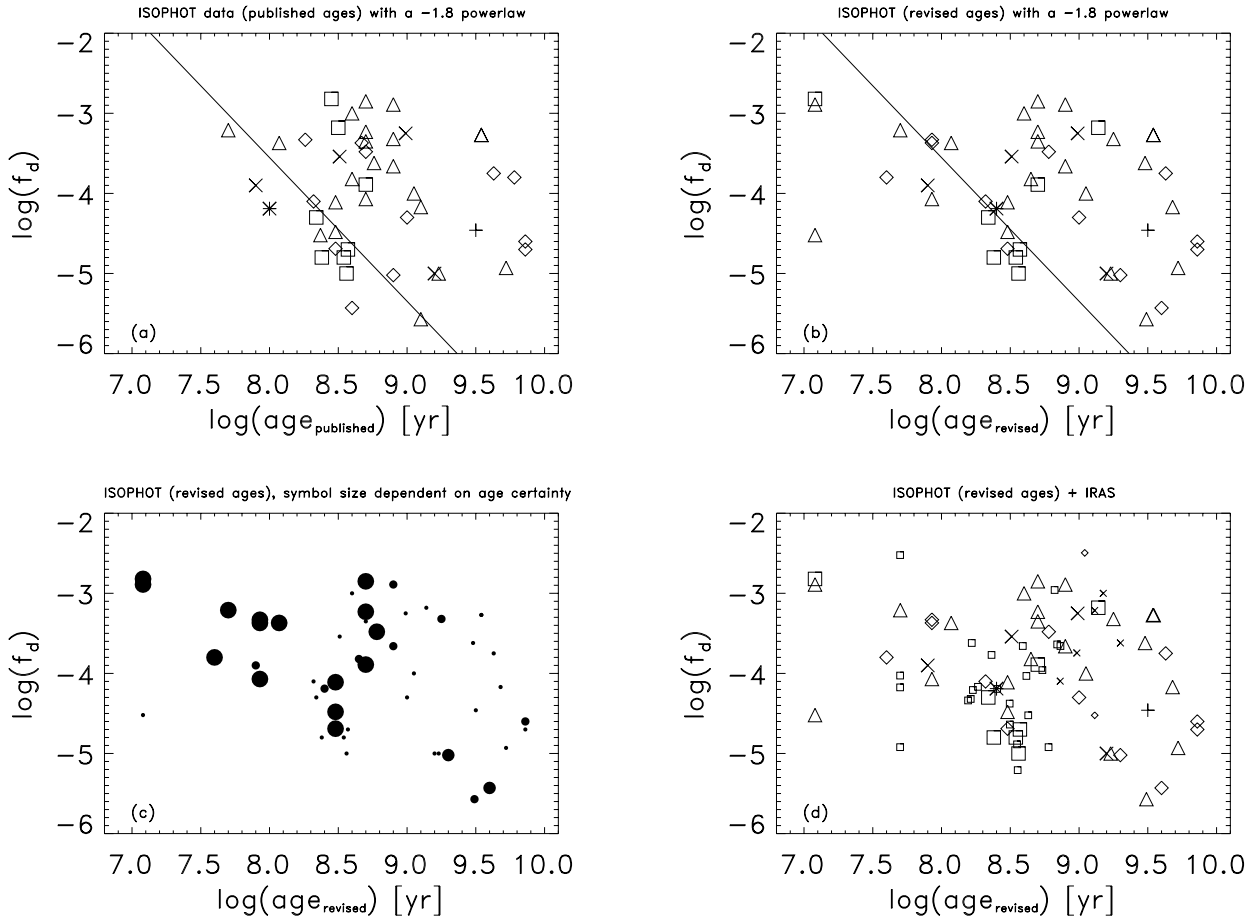 ISOPHOT data (published ages) with a −1.8 powerlaw
−2
−3
−4
−5
−6
log(f_d)
(a)
7.0 7.5 8.0 8.5 9.0 9.5 10.0
log(age_published) [yr]
ISOPHOT (revised ages) with a −1.8 powerlaw
−2
−3
−4
−5
−6
log(f_d)
(b)
7.0 7.5 8.0 8.5 9.0 9.5 10.0
log(age_revised) [yr]
ISOPHOT (revised ages), symbol size dependent on age certainty
−2
−3
−4
−5
−6
log(f_d)
(c)
7.0 7.5 8.0 8.5 9.0 9.5 10.0
log(age_revised) [yr]
ISOPHOT (revised ages) + IRAS
−2
−3
−4
−5
−6
log(f_d)
(d)
7.0 7.5 8.0 8.5 9.0 9.5 10.0
log(age_revised) [yr]